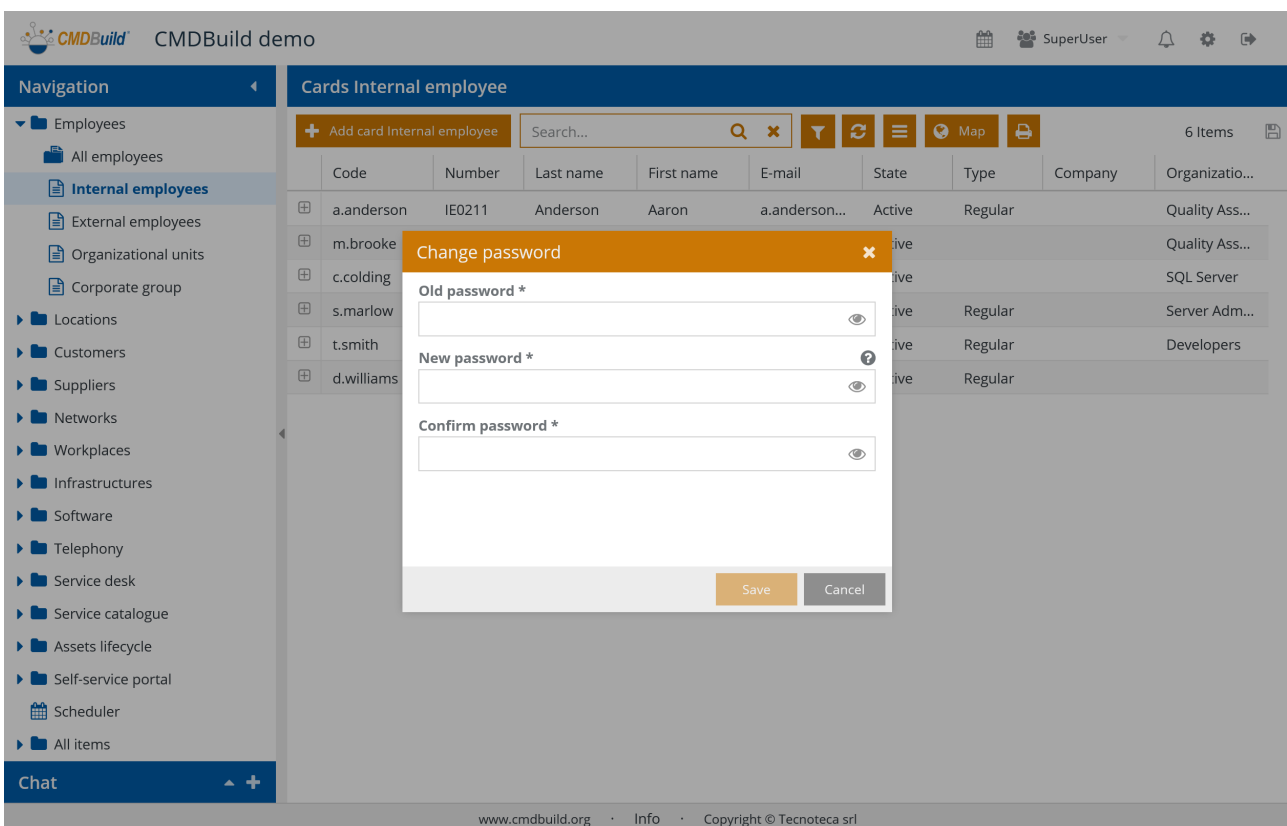 CMDBuild CMDBuild demo SuperUser
Navigation
Cards Internal employee
Employees
All employees
Internal employees
External employees
Organizational units
Corporate group
Locations
Customers
Suppliers
Networks
Workplaces
Infrastructures
Software
Telephony
Service desk
Service catalogue
Assets lifecycle
Self-service portal
Scheduler
All items
Chat
Add card Internal employee Search... Map 6 Items
Code Number Last name First name E-mail State Type Company Organizatio...
a.anderson IE0211 Anderson Aaron a.anderson... Active Regular Quality Ass...
m.brooke Quality Ass...
c.colding SQL Server
s.marlow Regular Server Adm...
t.smith Regular Developers
d.williams Regular
Change password
Old password *
New password *
Confirm password *
Save Cancel
www.cmdbuild.org · Info · Copyright © Tecnoteca srl